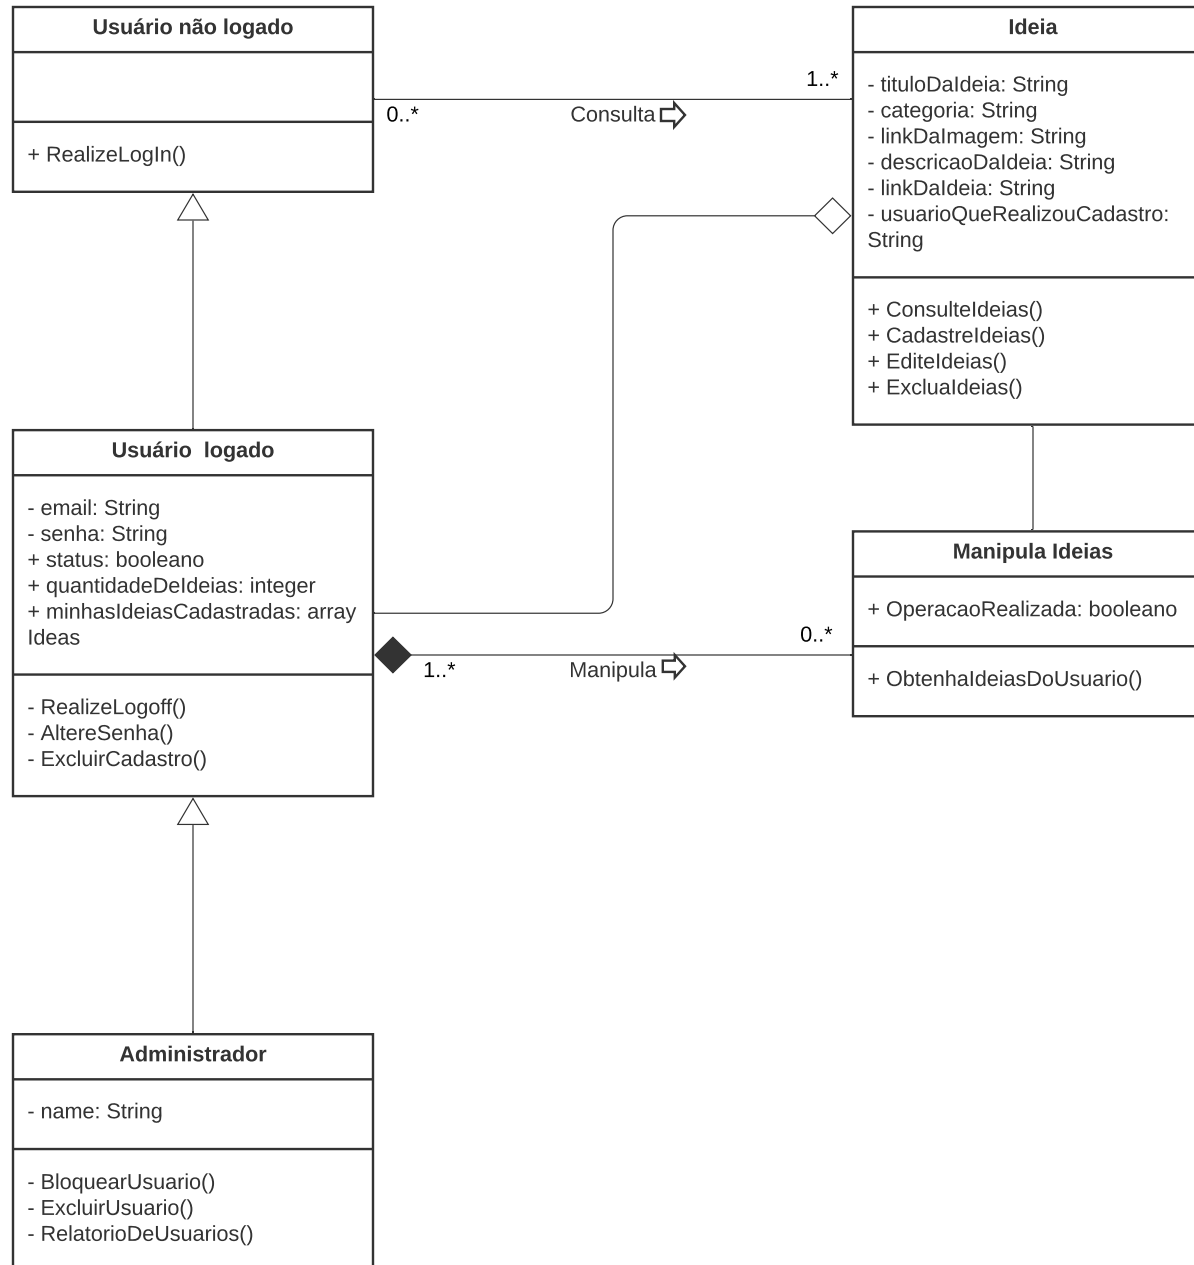 Usuário não logado
+ RealizeLogIn()
0..*
Consulta
1..*
Ideia
- tituloDaIdeia: String
- categoria: String
- linkDaImagem: String
- descricaoDaIdeia: String
- linkDaIdeia: String
- usuarioQueRealizouCadastro:
String
+ ConsulteIdeias()
+ CadastreIdeias()
+ EditeIdeias()
+ ExcluaIdeias()
Usuário  logado
- email: String
- senha: String
+ status: booleano
+ quantidadeDeIdeias: integer
+ minhasIdeiasCadastradas: array
Ideas
- RealizeLogoff()
- AltereSenha()
- ExcluirCadastro()
1..*
Manipula
0..*
Manipula Ideias
+ OperacaoRealizada: booleano
+ ObtenhaIdeiasDoUsuario()
Administrador
- name: String
- BloquearUsuario()
- ExcluirUsuario()
- RelatorioDeUsuarios()